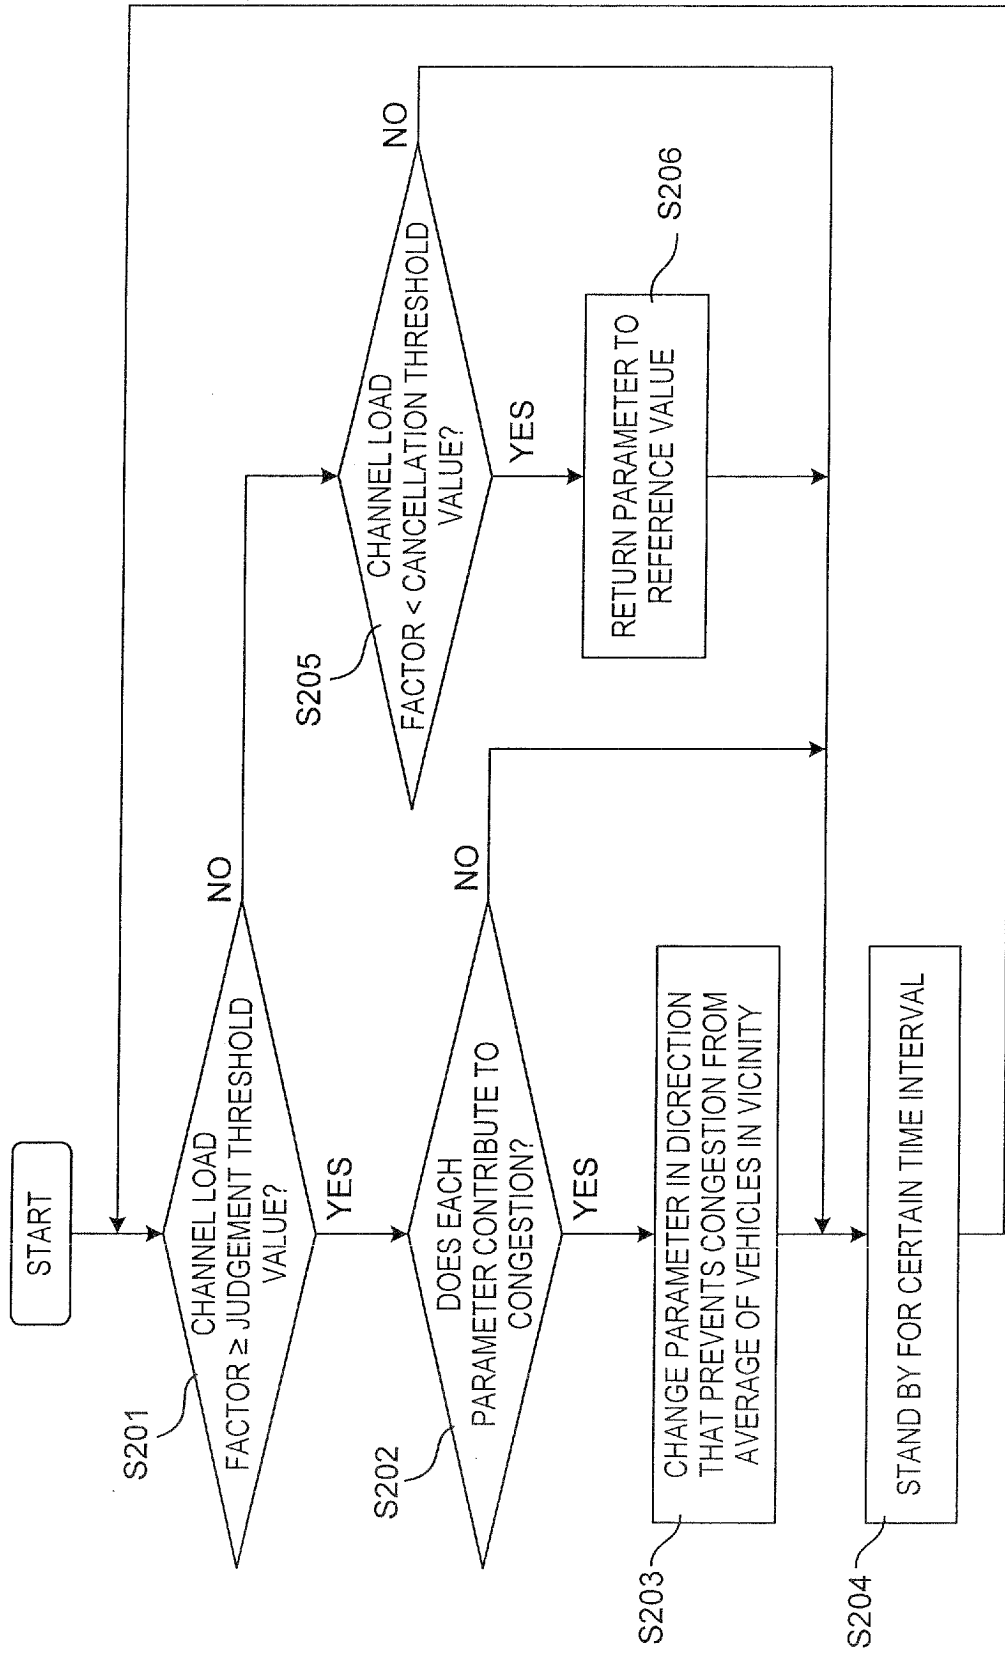 START
CHANNEL LOAD
FACTOR ≥ JUDGEMENT THRESHOLD
VALUE?
S201
NO
YES
DOES EACH
PARAMETER CONTRIBUTE TO
CONGESTION?
S202
NO
YES
CHANGE PARAMETER IN DICRECTION
THAT PREVENTS CONGESTION FROM
AVERAGE OF VEHICLES IN VICINITY
S203
STAND BY FOR CERTAIN TIME INTERVAL
S204
CHANNEL LOAD
FACTOR < CANCELLATION THRESHOLD
VALUE?
S205
NO
YES
RETURN PARAMETER TO
REFERENCE VALUE
S206